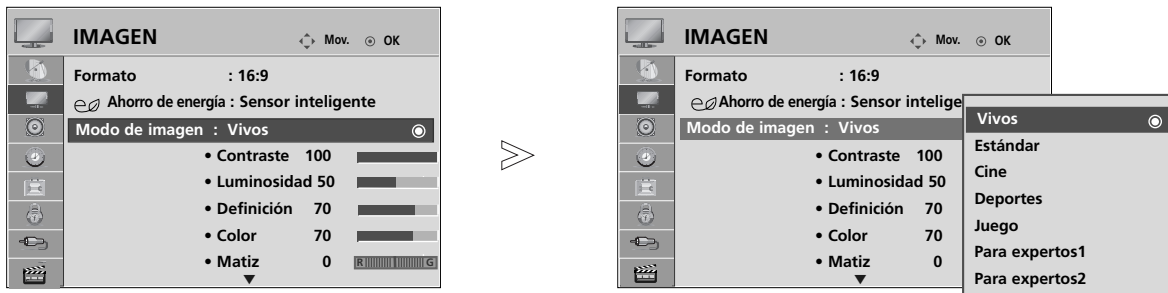 IMAGEN
Mov. OK
Formato : 16:9
Ahorro de energía : Sensor inteligente
Modo de imagen : Vivos
• Contraste 100
• Luminosidad 50
• Definición 70
• Color 70
• Matiz 0 R G
IMAGEN
Mov. OK
Formato : 16:9
Ahorro de energía : Sensor intelige
Modo de imagen : Vivos
• Contraste 100
• Luminosidad 50
• Definición 70
• Color 70
• Matiz 0
Vivos
Estándar
Cine
Deportes
Juego
Para expertos1
Para expertos2